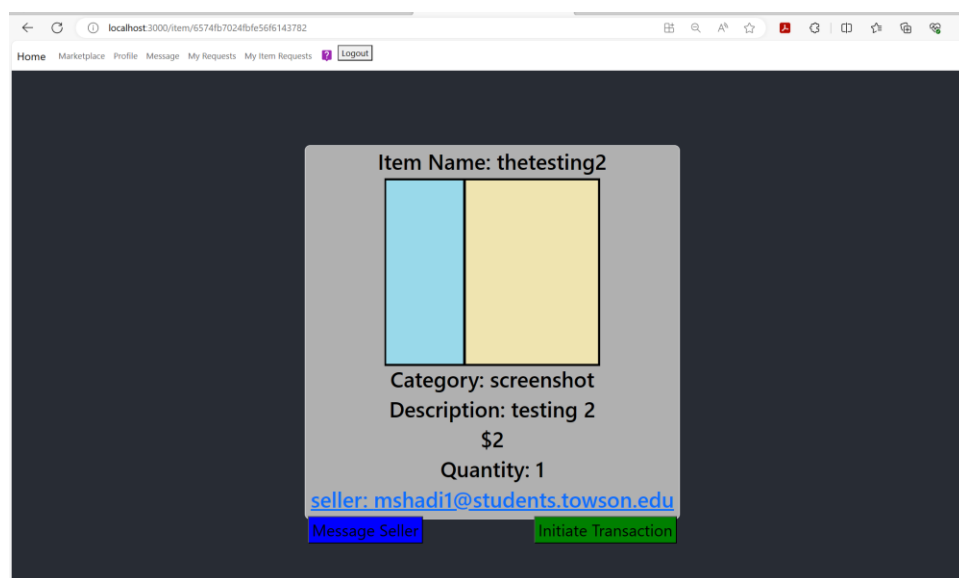 localhost:3000/item/6574fb7024fbfe56f6143782
Home Marketplace Profile Message My Requests My Item Requests ? Logout
Item Name: thetesting2
Category: screenshot
Description: testing 2
$2
Quantity: 1
seller: mshadi1@students.towson.edu
Message Seller Initiate Transaction